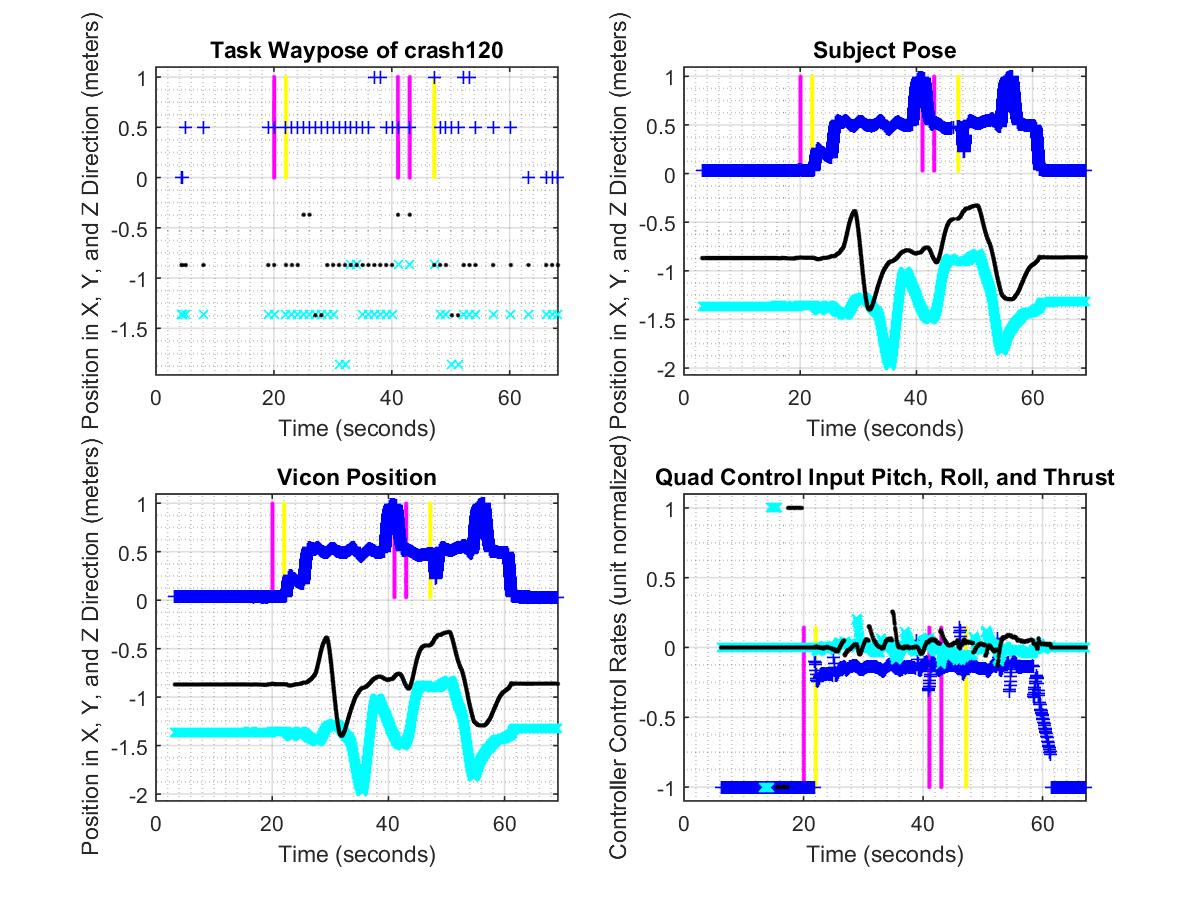 Task Waypose of crash120
Position in X, Y, and Z Direction (meters)
1
0.5
0
-0.5
-1
-1.5
0 20 40 60
Time (seconds)
Subject Pose
Position in X, Y, and Z Direction (meters)
1
0.5
0
-0.5
-1
-1.5
-2
0 20 40 60
Time (seconds)
Vicon Position
Position in X, Y, and Z Direction (meters)
1
0.5
0
-0.5
-1
-1.5
-2
0 20 40 60
Time (seconds)
Quad Control Input Pitch, Roll, and Thrust
Controller Control Rates (unit normalized)
1
0.5
0
-0.5
-1
0 20 40 60
Time (seconds)